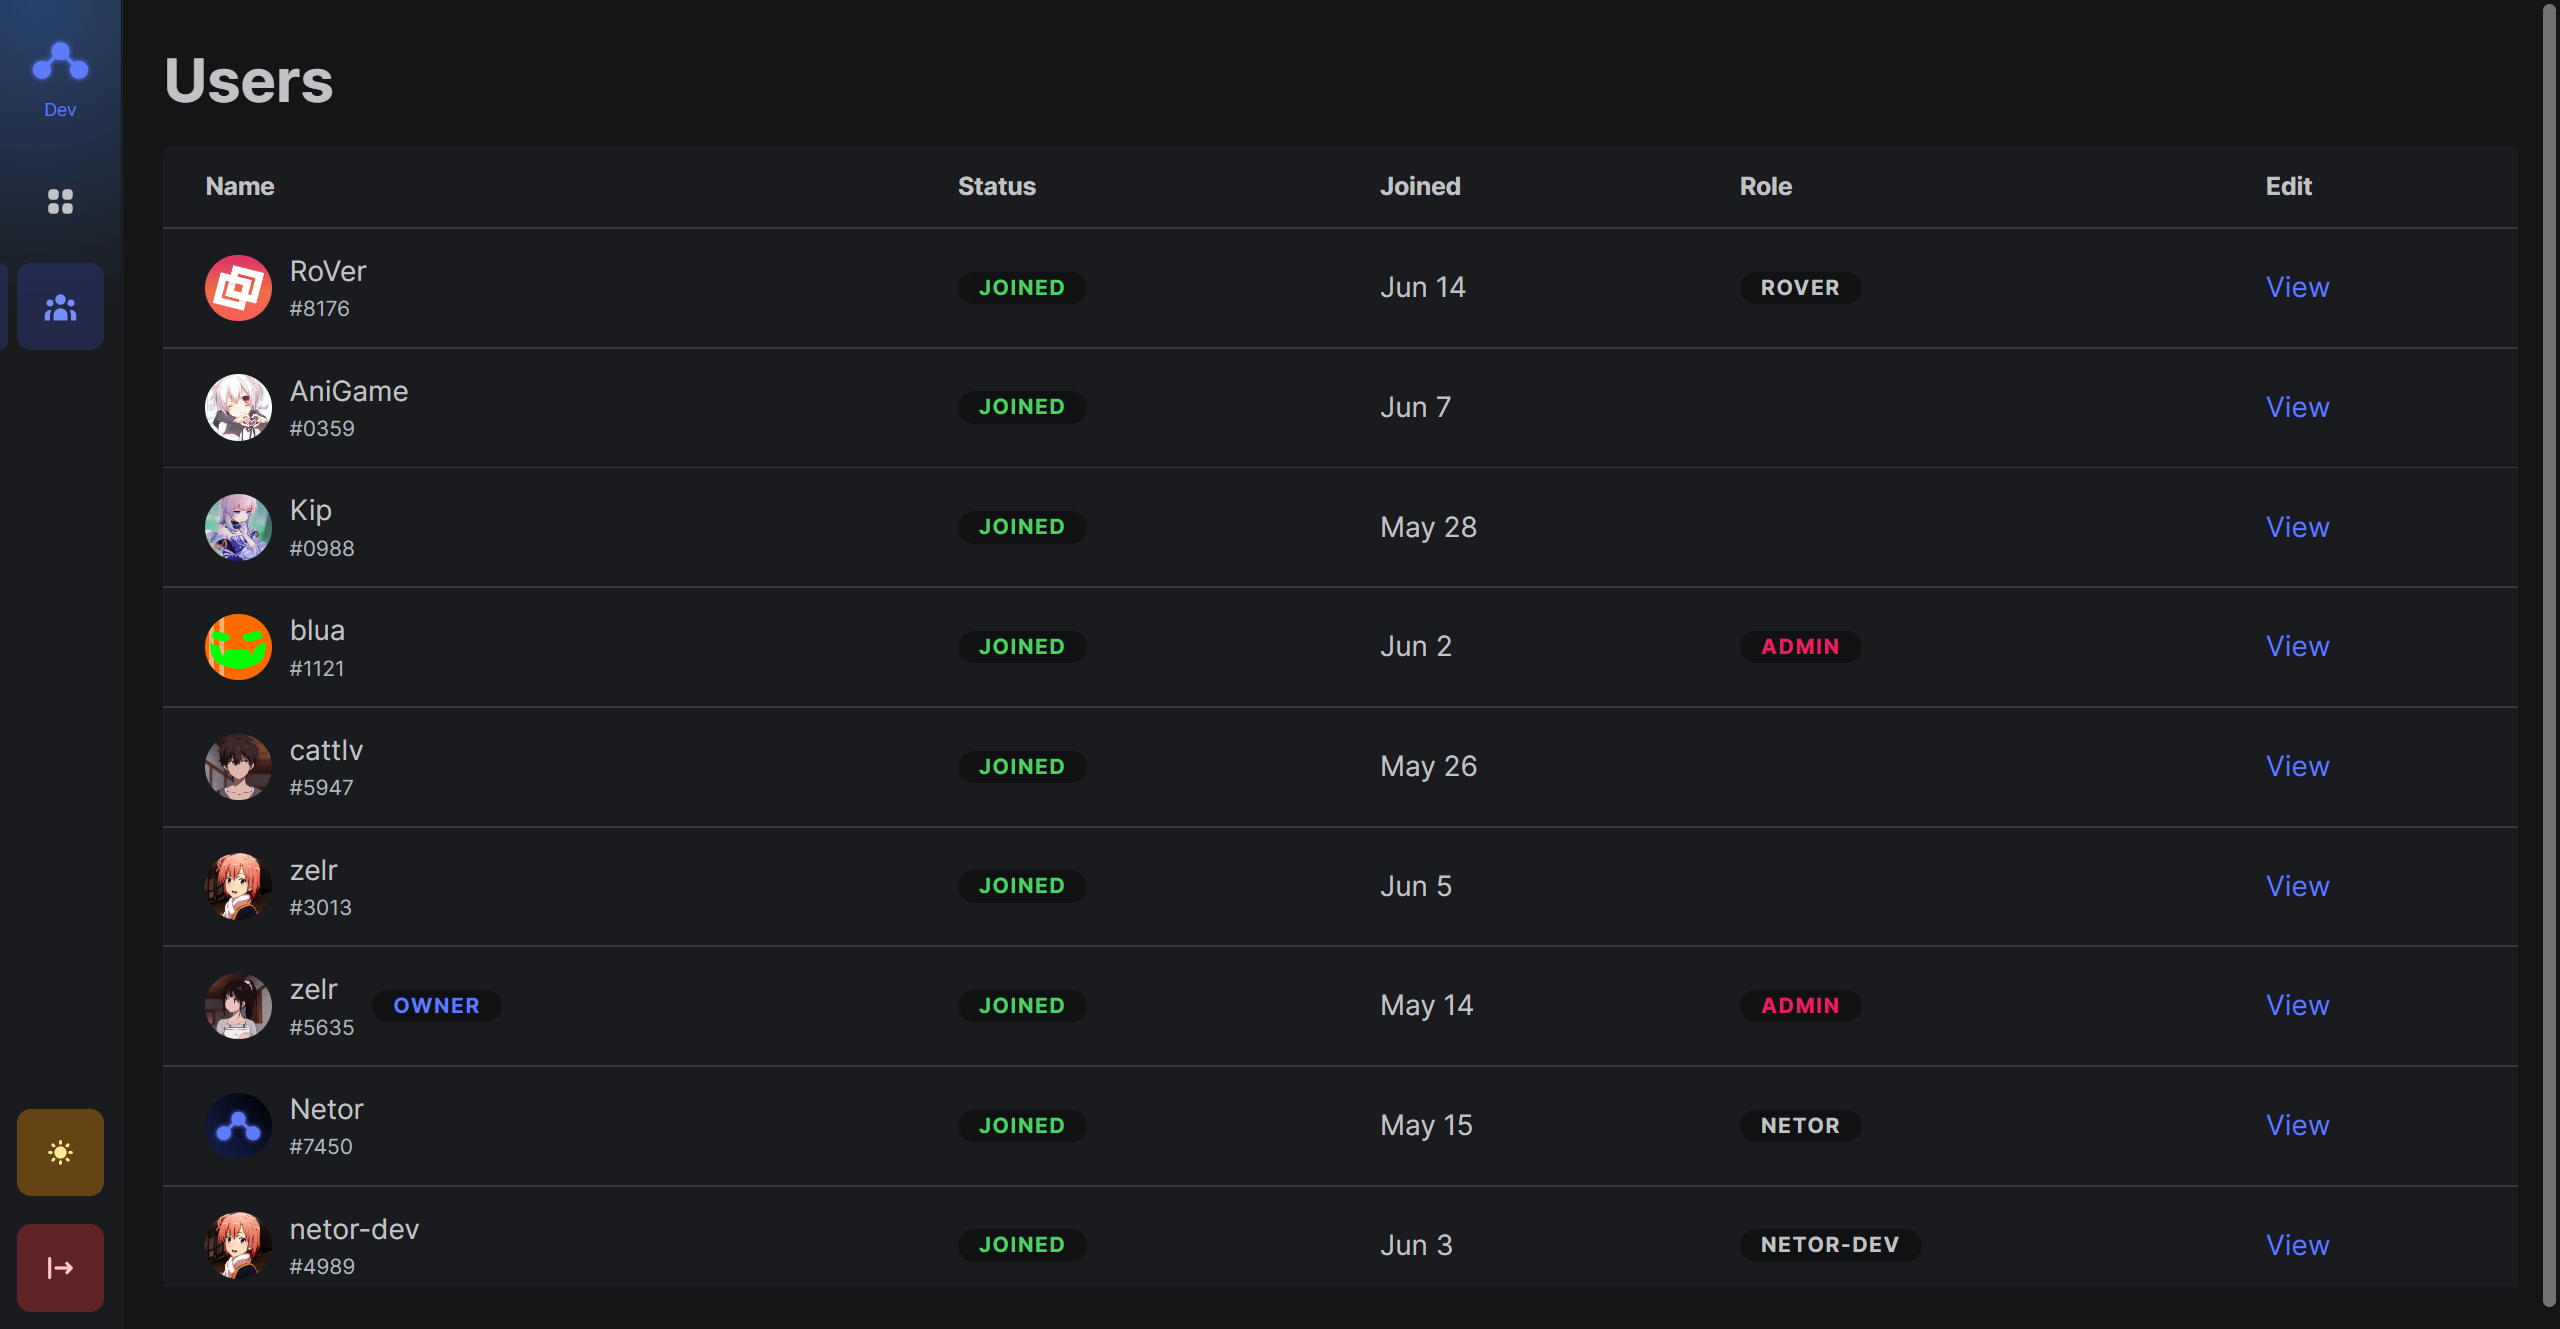 Dev
Users
Name Status Joined Role Edit
RoVer
#8176
JOINED Jun 14 ROVER View
AniGame
#0359
JOINED Jun 7 View
Kip
#0988
JOINED May 28 View
blua
#1121
JOINED Jun 2 ADMIN View
cattlv
#5947
JOINED May 26 View
zelr
#3013
JOINED Jun 5 View
zelr
#5635
OWNER JOINED May 14 ADMIN View
Netor
#7450
JOINED May 15 NETOR View
netor-dev
#4989
JOINED Jun 3 NETOR-DEV View